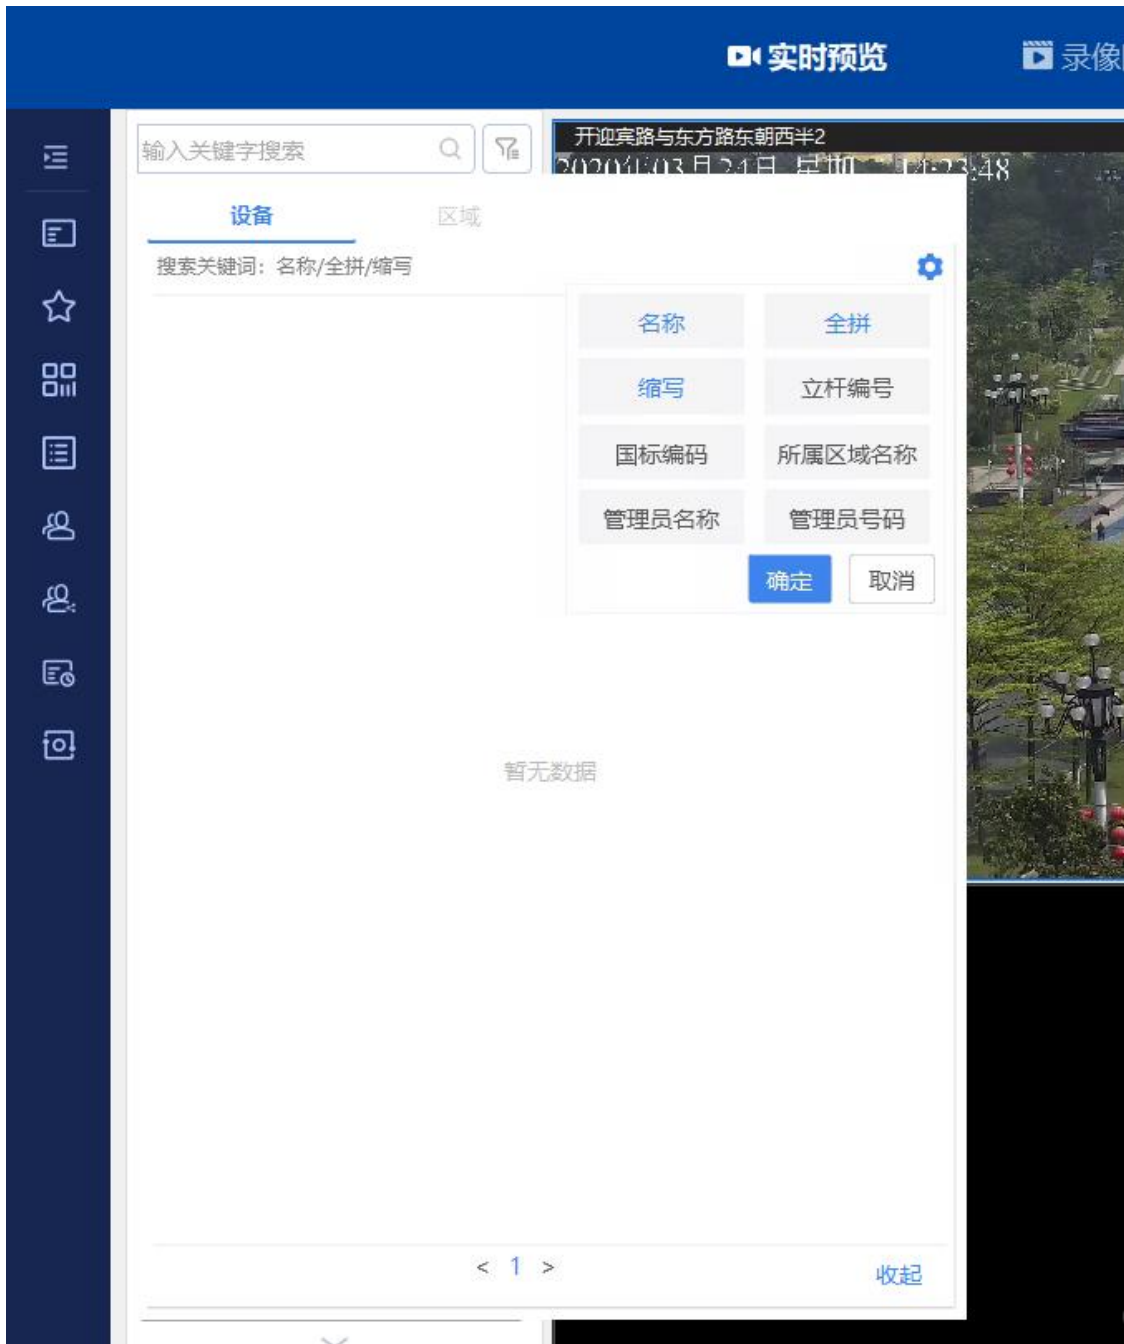 实时预览
录像
输入关键字搜索
开迎宾路与东方路东朝西半2
14:23:48
设备 区域
搜索关键词：名称/全拼/缩写
名称 全拼
缩写 立杆编号
国标编码 所属区域名称
管理员名称 管理员号码
确定 取消
暂无数据
< 1 >
收起